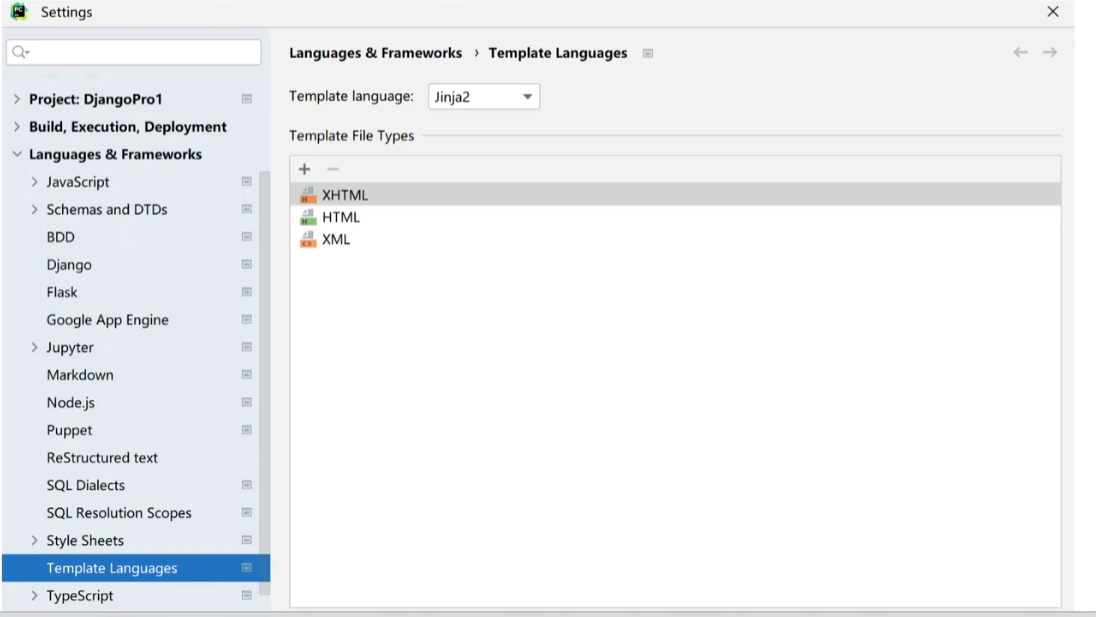 Settings
Languages & Frameworks › Template Languages
Project: DjangoPro1
Build, Execution, Deployment
Languages & Frameworks
JavaScript
Schemas and DTDs
BDD
Django
Flask
Google App Engine
Jupyter
Markdown
Node.js
Puppet
ReStructured text
SQL Dialects
SQL Resolution Scopes
Style Sheets
Template Languages
TypeScript
Template language: Jinja2
Template File Types
XHTML
HTML
XML